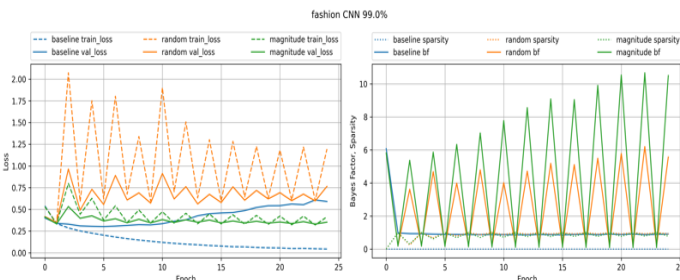 fashion CNN 99.0%
baseline train_loss random train_loss magnitude train_loss
baseline val_loss random val_loss magnitude val_loss
baseline sparsity random sparsity magnitude sparsity
baseline bf random bf magnitude bf
Loss
2.00
1.75
1.50
1.25
1.00
0.75
0.50
0.25
0.00
0 5 10 15 20 25
Epoch
Bayes Factor, Sparsity
10
8
6
4
2
0
0 5 10 15 20
Epoch